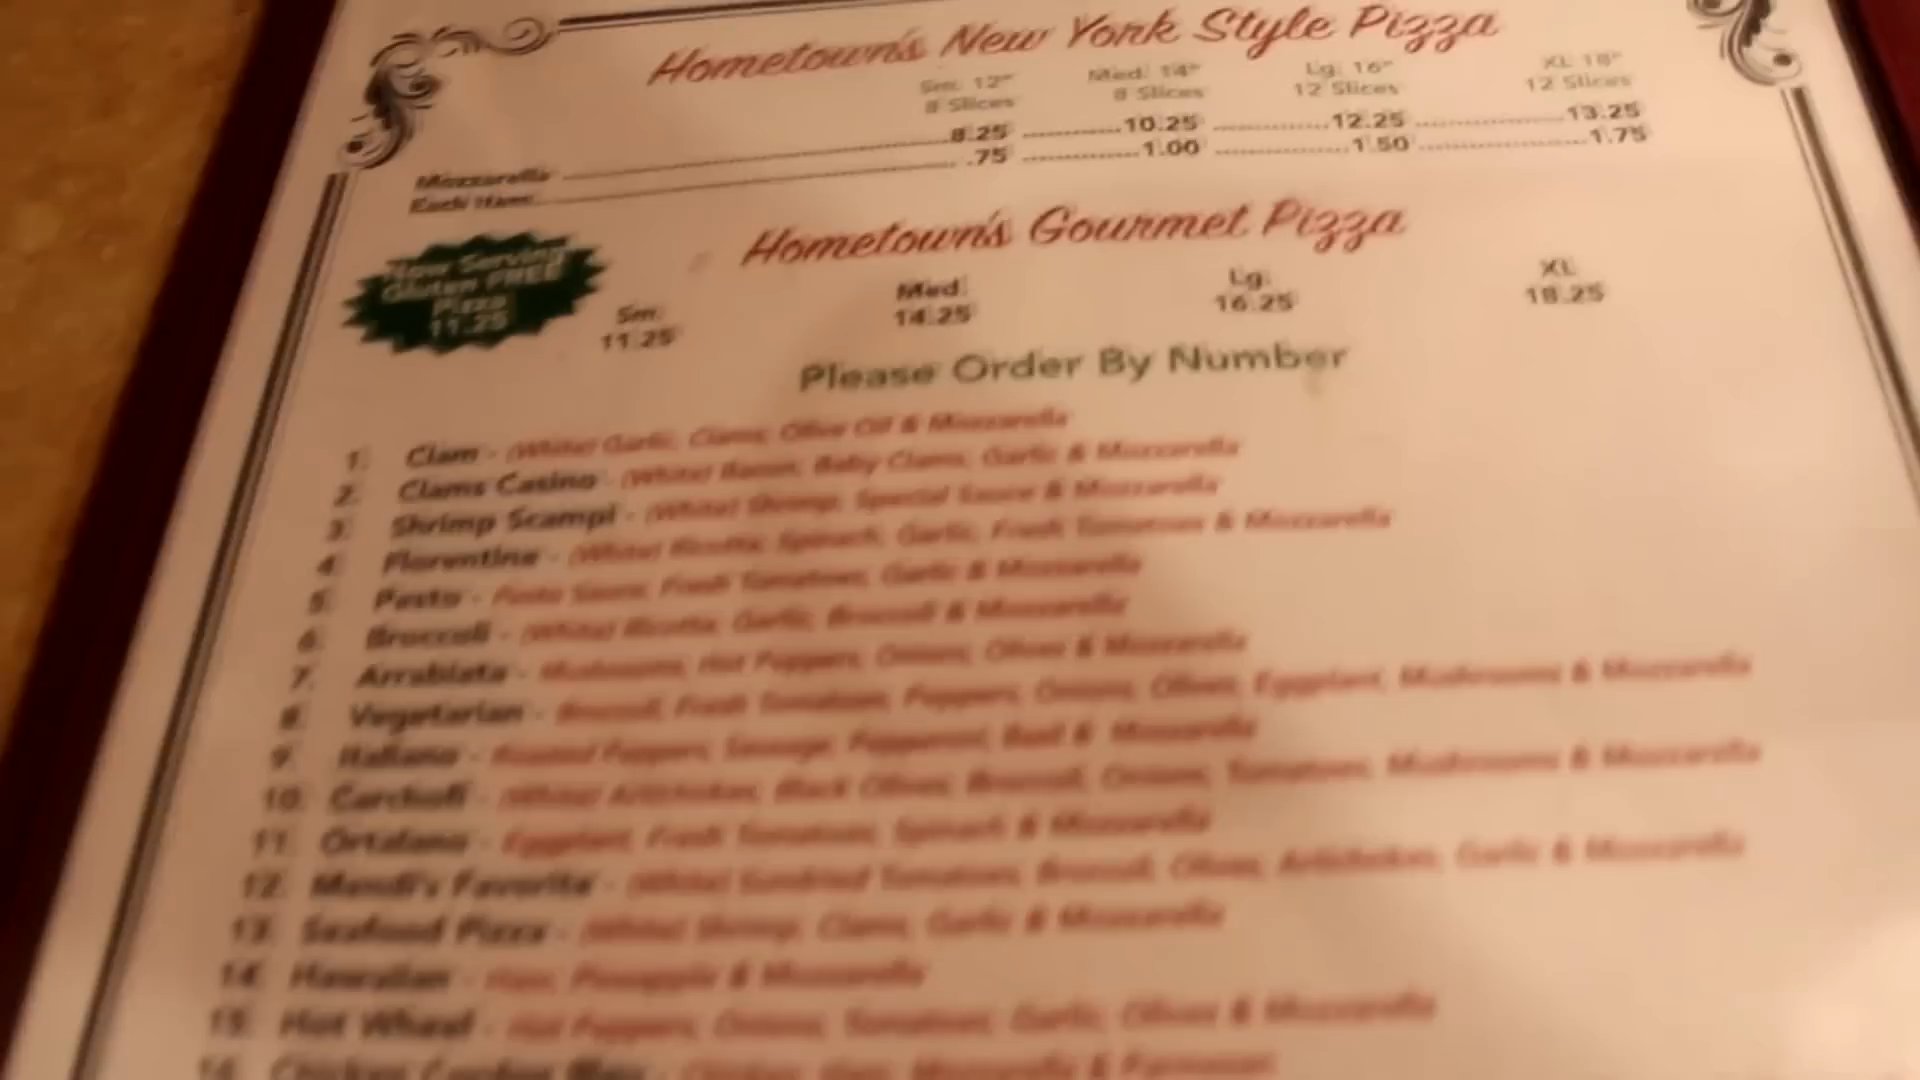 Hometown's New York Style Pizza
Sm. 12" Med. 14" Lg. 16" XL 18"
8 Slices 8 Slices 12 Slices 12 Slices
Mozzarella 8.25 10.25 12.25 13.25
Each Item .75 1.00 1.50 1.75
Hometown's Gourmet Pizza
Now Serving
Gluten FREE
Pizza
11.25
Sm. Med. Lg. XL
11.25 14.25 16.25 18.25
Please Order By Number
1. Clam - (White) Garlic, Clams, Olive Oil & Mozzarella
2. Clams Casino - (White) Bacon, Baby Clams, Garlic & Mozzarella
3. Shrimp Scampi - (White) Shrimp, Special Sauce & Mozzarella
4. Florentine - (White) Ricotta, Spinach, Garlic, Fresh Tomatoes & Mozzarella
5. Pesto - Pesto Sauce, Fresh Tomatoes, Garlic & Mozzarella
6. Broccoli - (White) Ricotta, Garlic, Broccoli & Mozzarella
7. Arrabiata - Mushrooms, Hot Peppers, Onions, Olives & Mozzarella
8. Vegetarian - Broccoli, Fresh Tomatoes, Peppers, Onions, Olives, Eggplant, Mushrooms & Mozzarella
9. Italiano - Roasted Peppers, Sausage, Pepperoni, Basil & Mozzarella
10. Carciofi - (White) Artichokes, Black Olives, Broccoli, Onions, Tomatoes, Mushrooms & Mozzarella
11. Ortolano - Eggplant, Fresh Tomatoes, Spinach & Mozzarella
12. Mendi's Favorite - (White) Sundried Tomatoes, Broccoli, Olives, Artichokes, Garlic & Mozzarella
13. Seafood Pizza - (White) Shrimp, Clams, Garlic & Mozzarella
14. Hawaiian - Ham, Pineapple & Mozzarella
15. Hot Wheel - Hot Peppers, Onions, Tomatoes, Garlic, Olives & Mozzarella
16. Chicken Cordon Bleu - Chicken, Ham, Mozzarella & Parmesan